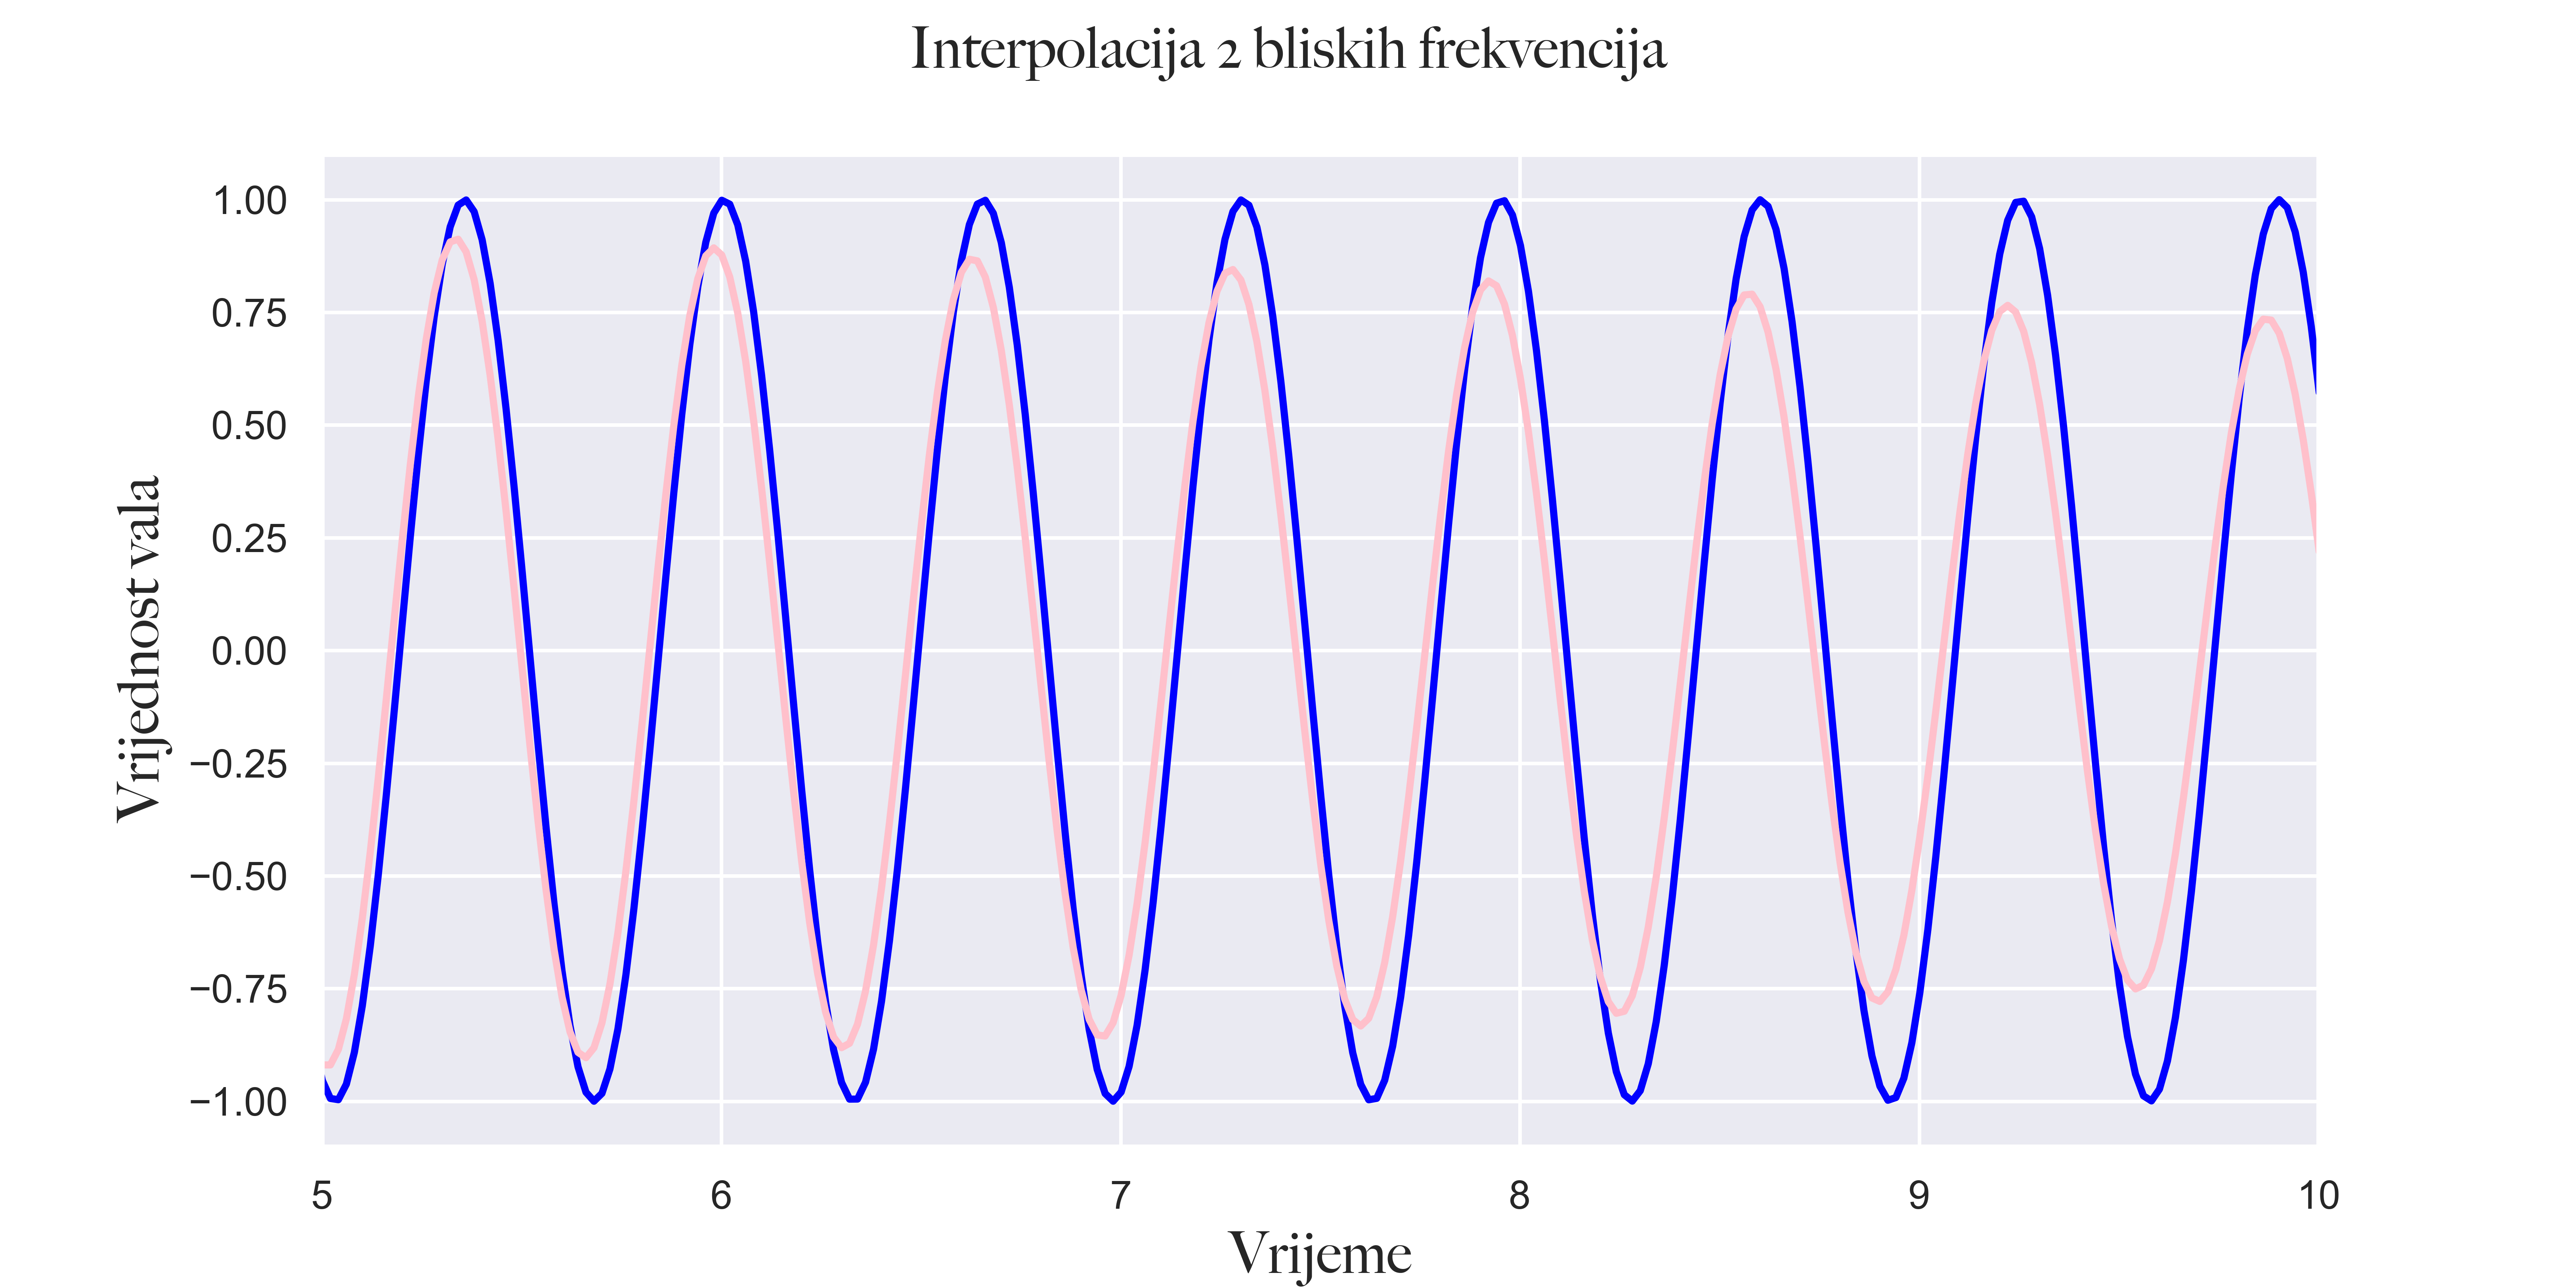 Interpolacija 2 bliskih frekvencija
Vrijednost vala
1.00
0.75
0.50
0.25
0.00
−0.25
−0.50
−0.75
−1.00
5 6 7 8 9 10
Vrijeme